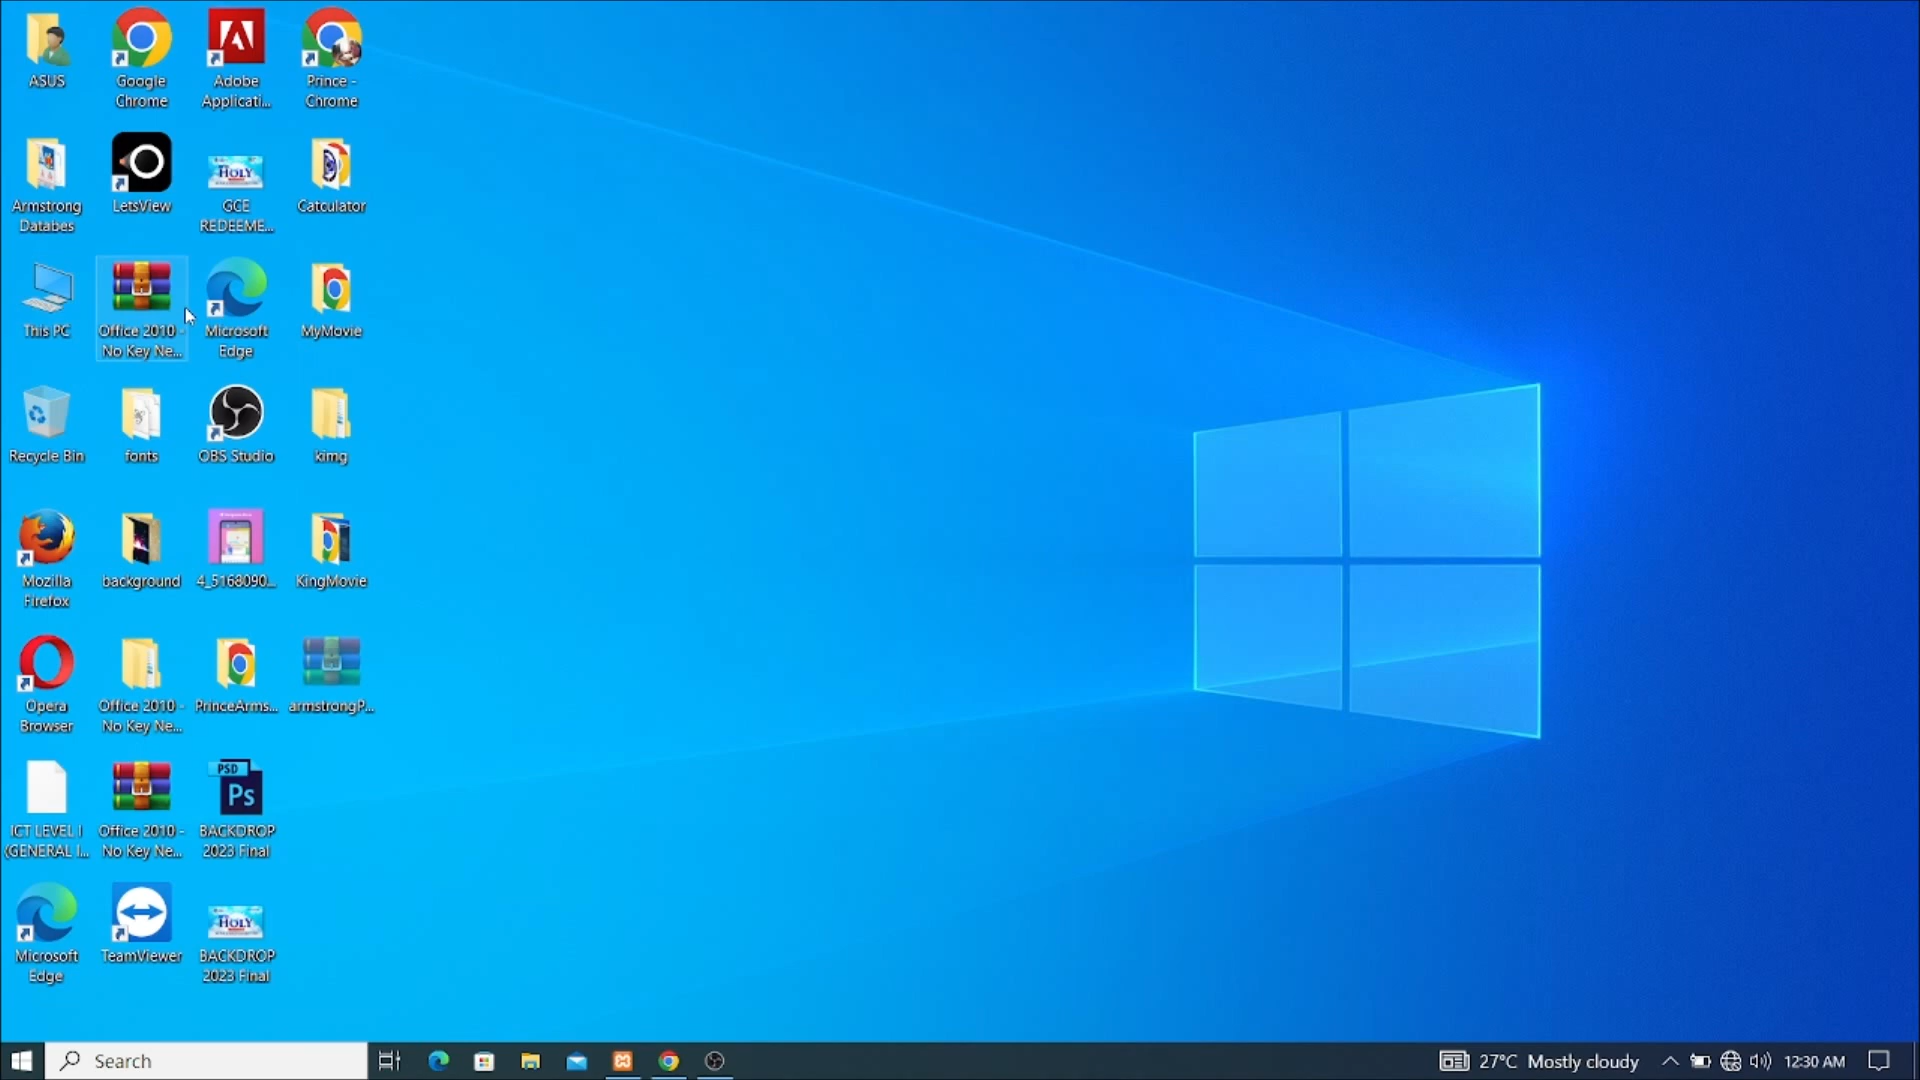 ASUS
Google
Chrome
Adobe
Applicati...
Prince -
Chrome
Armstrong
Databes
LetsView
HOLY
GCE
REDEEME...
Catculator
This PC
Office 2010 -
No Key Ne...
Microsoft
Edge
MyMovie
Recycle Bin
fonts
OBS Studio
kimg
Mozilla
Firefox
background
4_5168090...
KingMovie
Opera
Browser
Office 2010 -
No Key Ne...
PrinceArms...
armstrongP...
ICT LEVEL I
(GENERAL I...
Office 2010 -
No Key Ne...
PSD
Ps
BACKDROP
2023 Final
Microsoft
Edge
TeamViewer
HOLY
BACKDROP
2023 Final
Search
27°C Mostly cloudy
12:30 AM